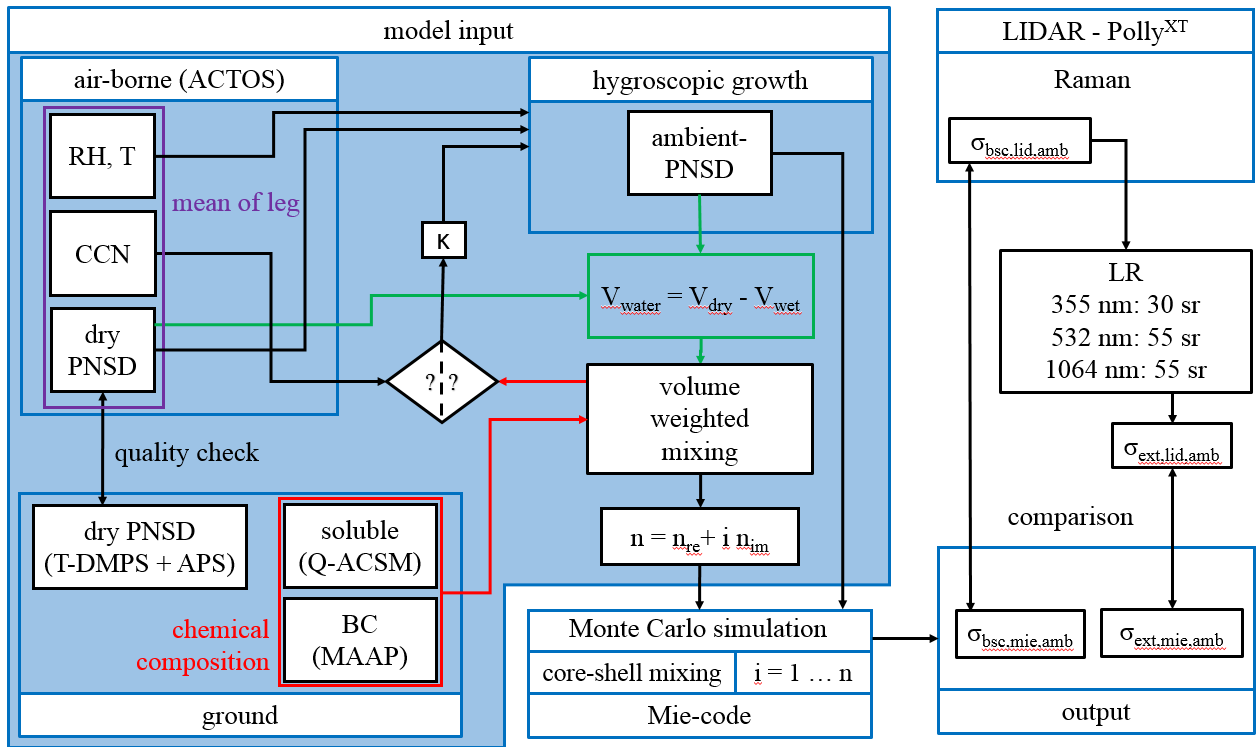 model input
air-borne (ACTOS)
RH, T
mean of leg
CCN
dry
PNSD
quality check
dry PNSD
(T-DMPS + APS)
soluble
(Q-ACSM)
BC
(MAAP)
chemical
composition
ground
hygroscopic growth
ambient-
PNSD
κ
V_water = V_dry - V_wet
? ?
volume
weighted
mixing
n = n_re + i n_im
Monte Carlo simulation
core-shell mixing
i = 1 … n
Mie-code
LIDAR - Polly^XT
Raman
σ_bsc,lid,amb
LR
355 nm: 30 sr
532 nm: 55 sr
1064 nm: 55 sr
σ_ext,lid,amb
comparison
σ_bsc,mie,amb
σ_ext,mie,amb
output